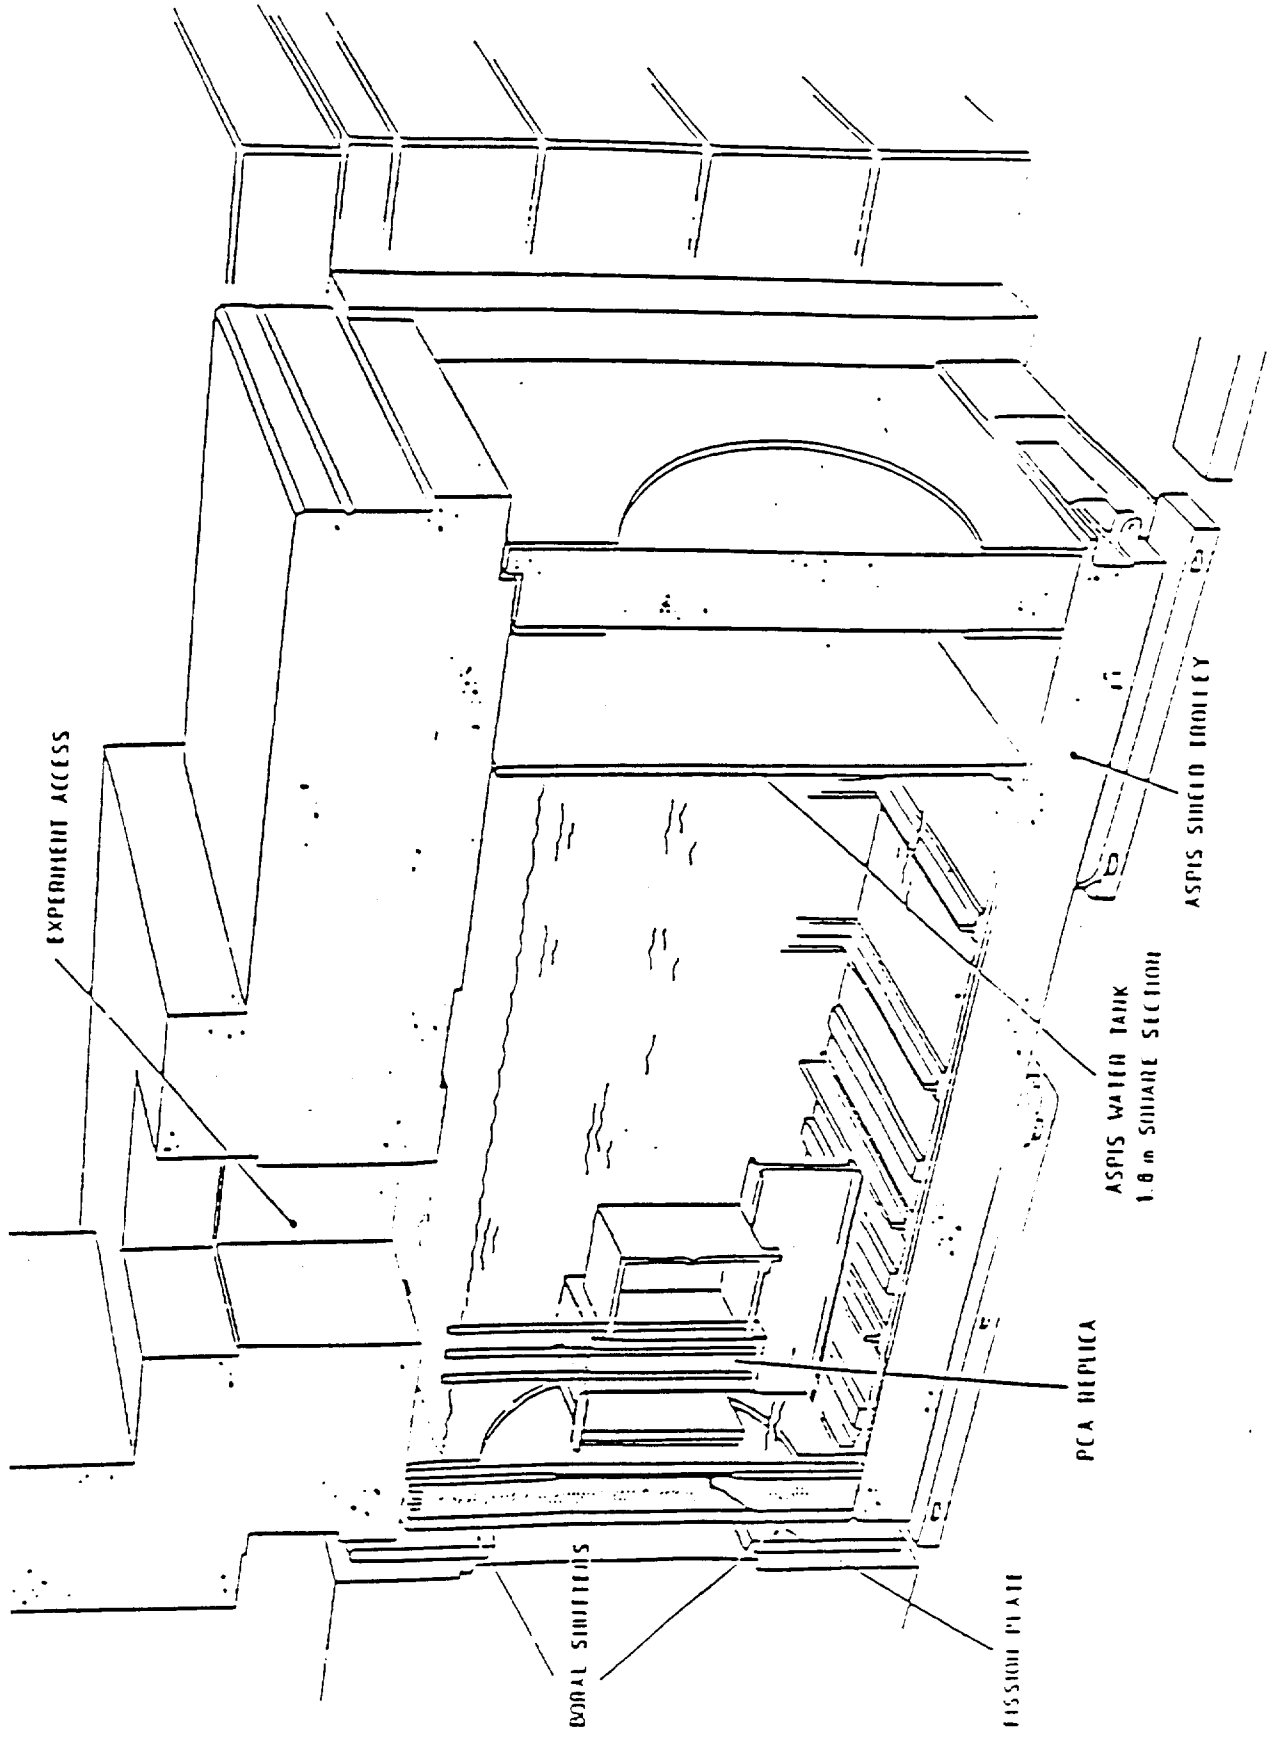 EXPERIMENT ACCESS
BORAL SHUTTERS
FISSION PLATE
PCA REPLICA
ASPIS WATER TANK
1.8 m SQUARE SECTION
ASPIS SHIELD TROLLEY